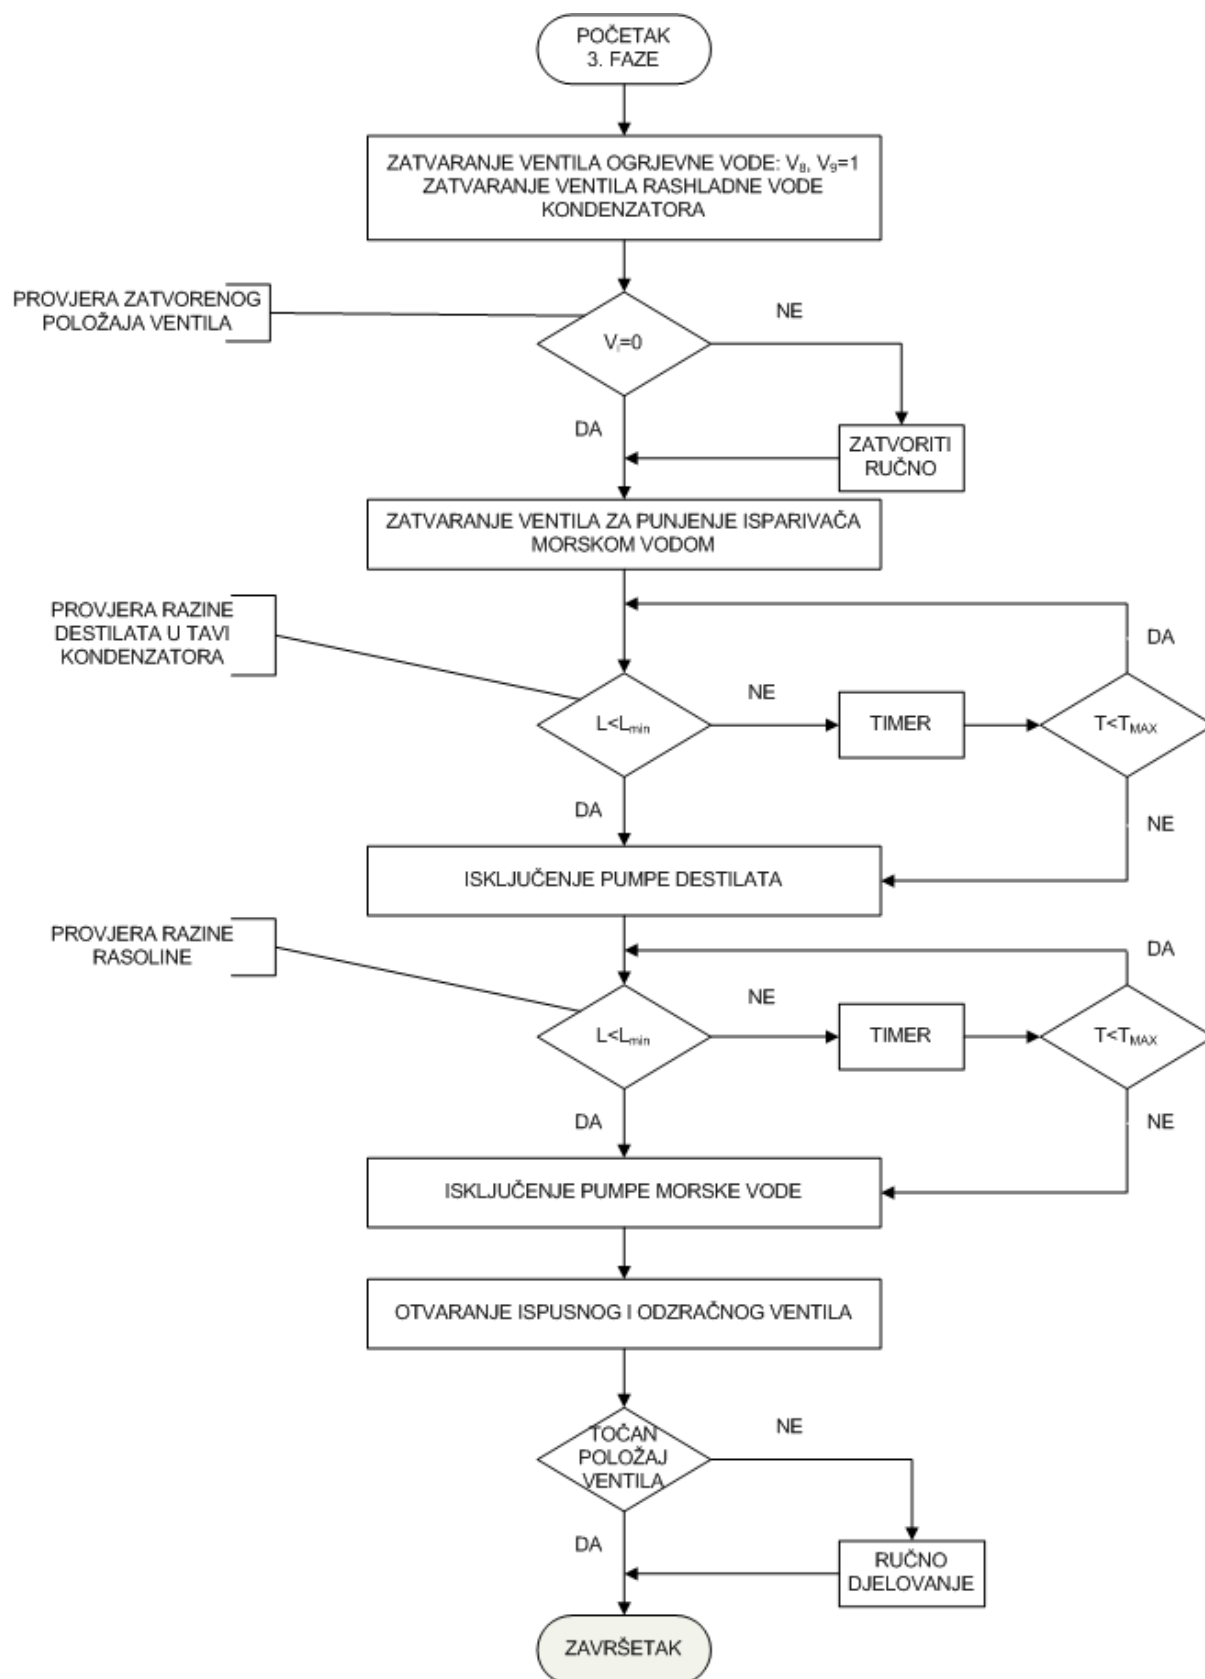 POČETAK
3. FAZE
ZATVARANJE VENTILA OGRJEVNE VODE: V₈, V₉=1
ZATVARANJE VENTILA RASHLADNE VODE
KONDENZATORA
PROVJERA ZATVORENOG
POLOŽAJA VENTILA
Vᵢ=0
NE
DA
ZATVORITI
RUČNO
ZATVARANJE VENTILA ZA PUNJENJE ISPARIVAČA
MORSKOM VODOM
PROVJERA RAZINE
DESTILATA U TAVI
KONDENZATORA
DA
L<Lmin
NE
TIMER
T<TMAX
DA
NE
ISKLJUČENJE PUMPE DESTILATA
PROVJERA RAZINE
RASOLINE
DA
L<Lmin
NE
TIMER
T<TMAX
DA
NE
ISKLJUČENJE PUMPE MORSKE VODE
OTVARANJE ISPUSNOG I ODZRAČNOG VENTILA
TOČAN
POLOŽAJ
VENTILA
NE
DA
RUČNO
DJELOVANJE
ZAVRŠETAK